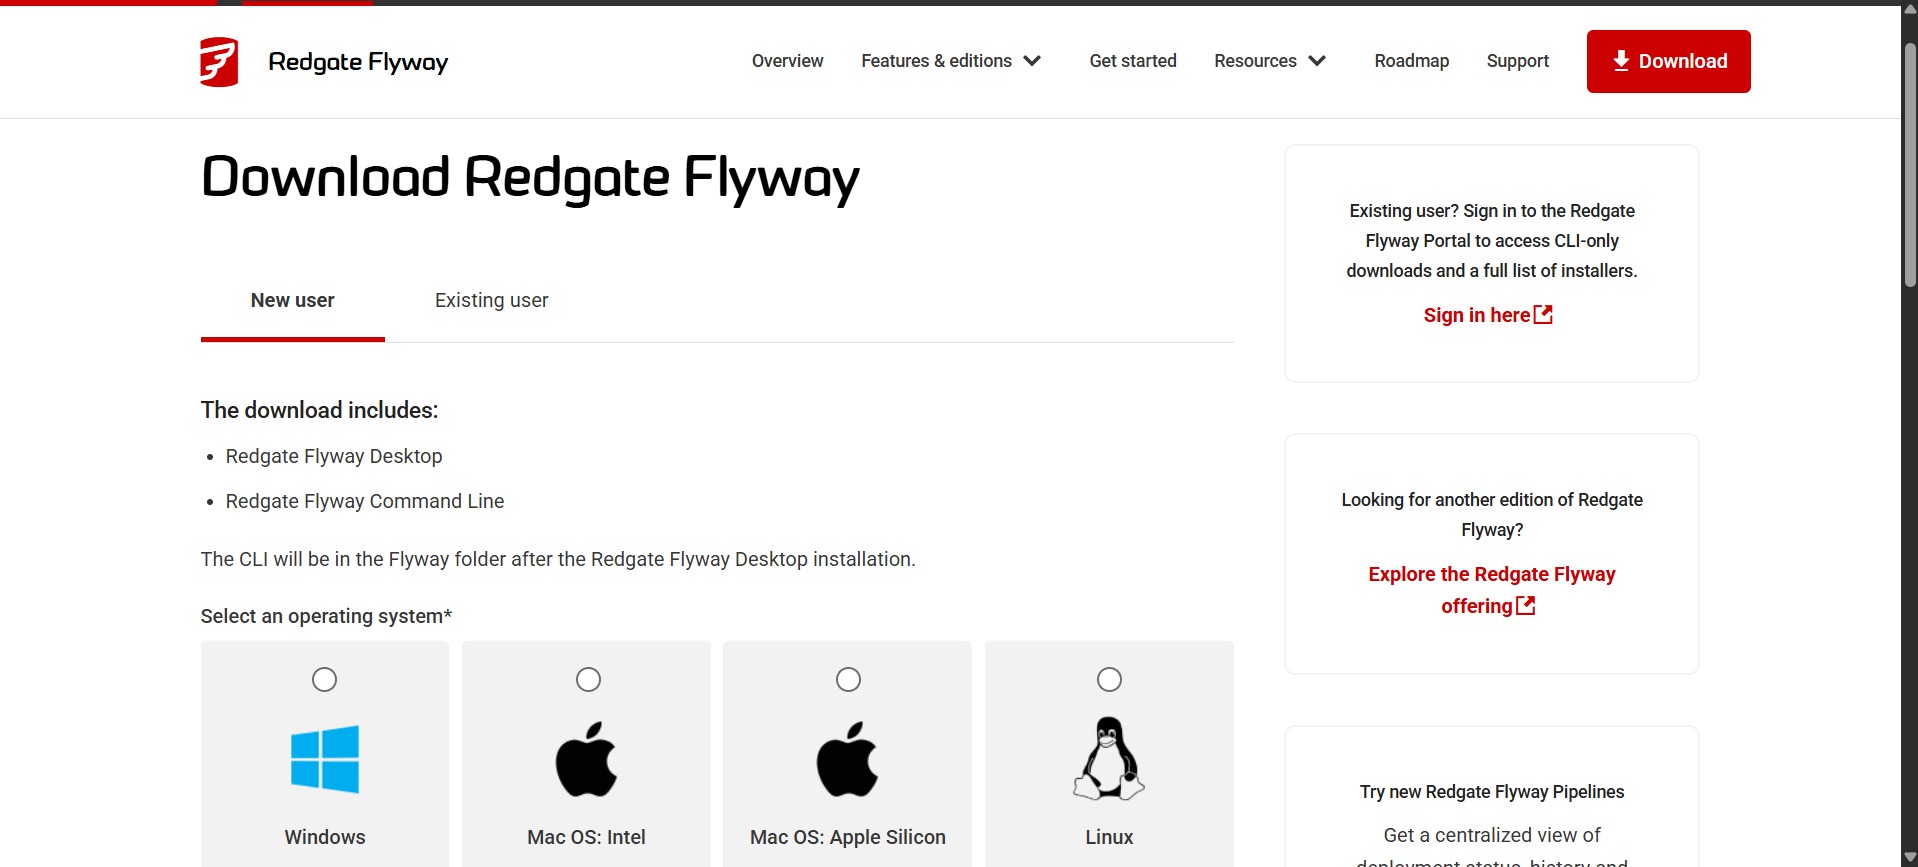 Redgate Flyway
Overview
Features & editions
Get started
Resources
Roadmap
Support
Download
Download Redgate Flyway
New user
Existing user
The download includes:
• Redgate Flyway Desktop
• Redgate Flyway Command Line
The CLI will be in the Flyway folder after the Redgate Flyway Desktop installation.
Select an operating system*
Windows
Mac OS: Intel
Mac OS: Apple Silicon
Linux
Existing user? Sign in to the Redgate
Flyway Portal to access CLI-only
downloads and a full list of installers.
Sign in here
Looking for another edition of Redgate
Flyway?
Explore the Redgate Flyway
offering
Try new Redgate Flyway Pipelines
Get a centralized view of
deployment status, history and